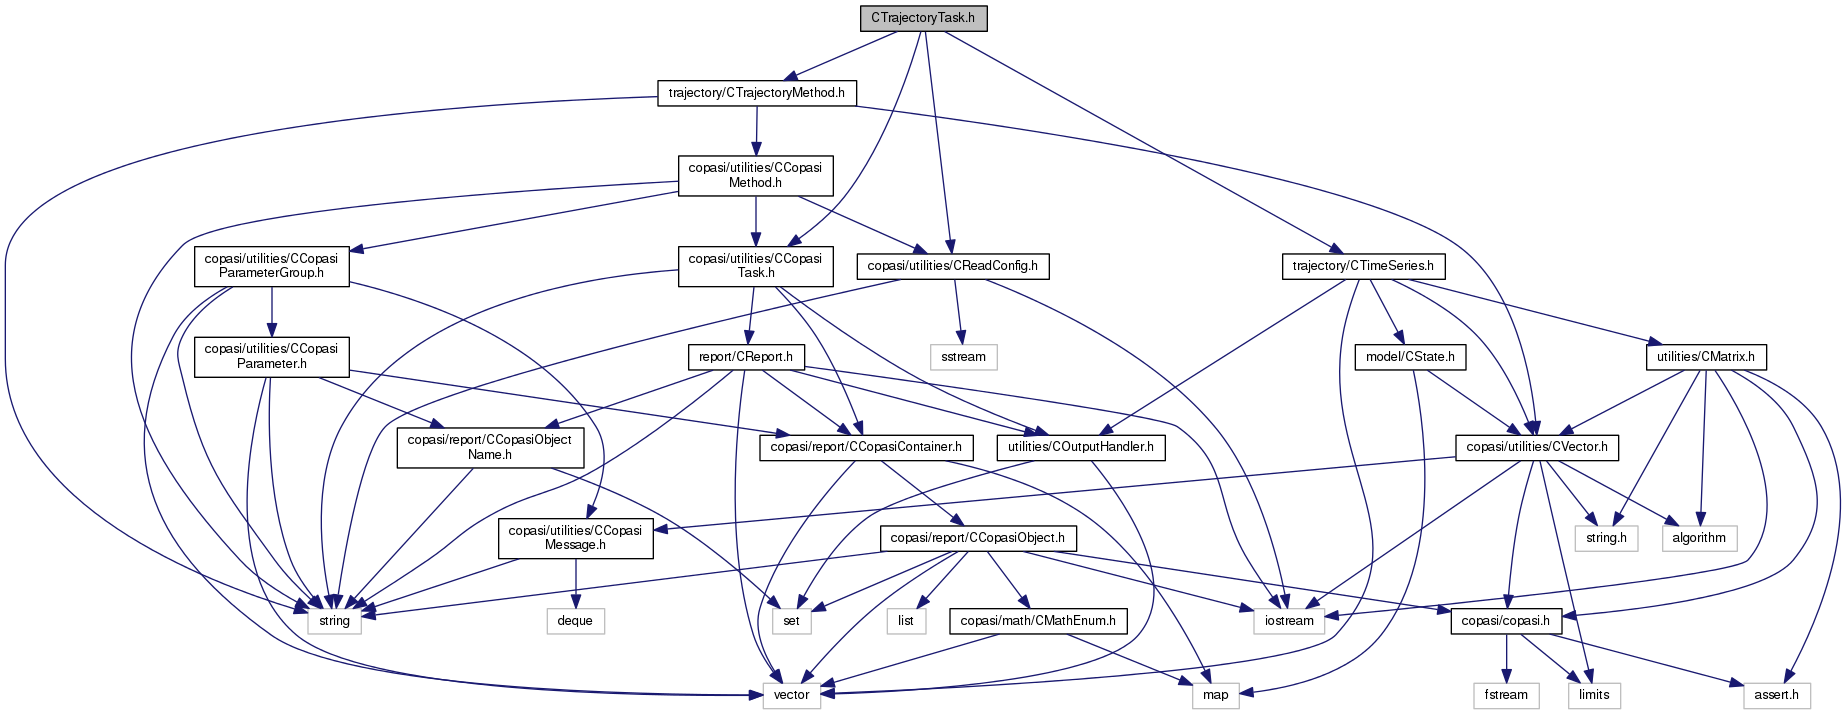 CTrajectoryTask.h
trajectory/CTrajectoryMethod.h
copasi/utilities/CCopasi
Method.h
copasi/utilities/CCopasi
ParameterGroup.h
copasi/utilities/CCopasi
Task.h
copasi/utilities/CReadConfig.h
trajectory/CTimeSeries.h
copasi/utilities/CCopasi
Parameter.h
report/CReport.h
sstream
model/CState.h
utilities/CMatrix.h
copasi/report/CCopasiObject
Name.h
copasi/report/CCopasiContainer.h
utilities/COutputHandler.h
copasi/utilities/CVector.h
copasi/utilities/CCopasi
Message.h
copasi/report/CCopasiObject.h
string.h
algorithm
string
deque
set
list
copasi/math/CMathEnum.h
iostream
copasi/copasi.h
vector
map
fstream
limits
assert.h